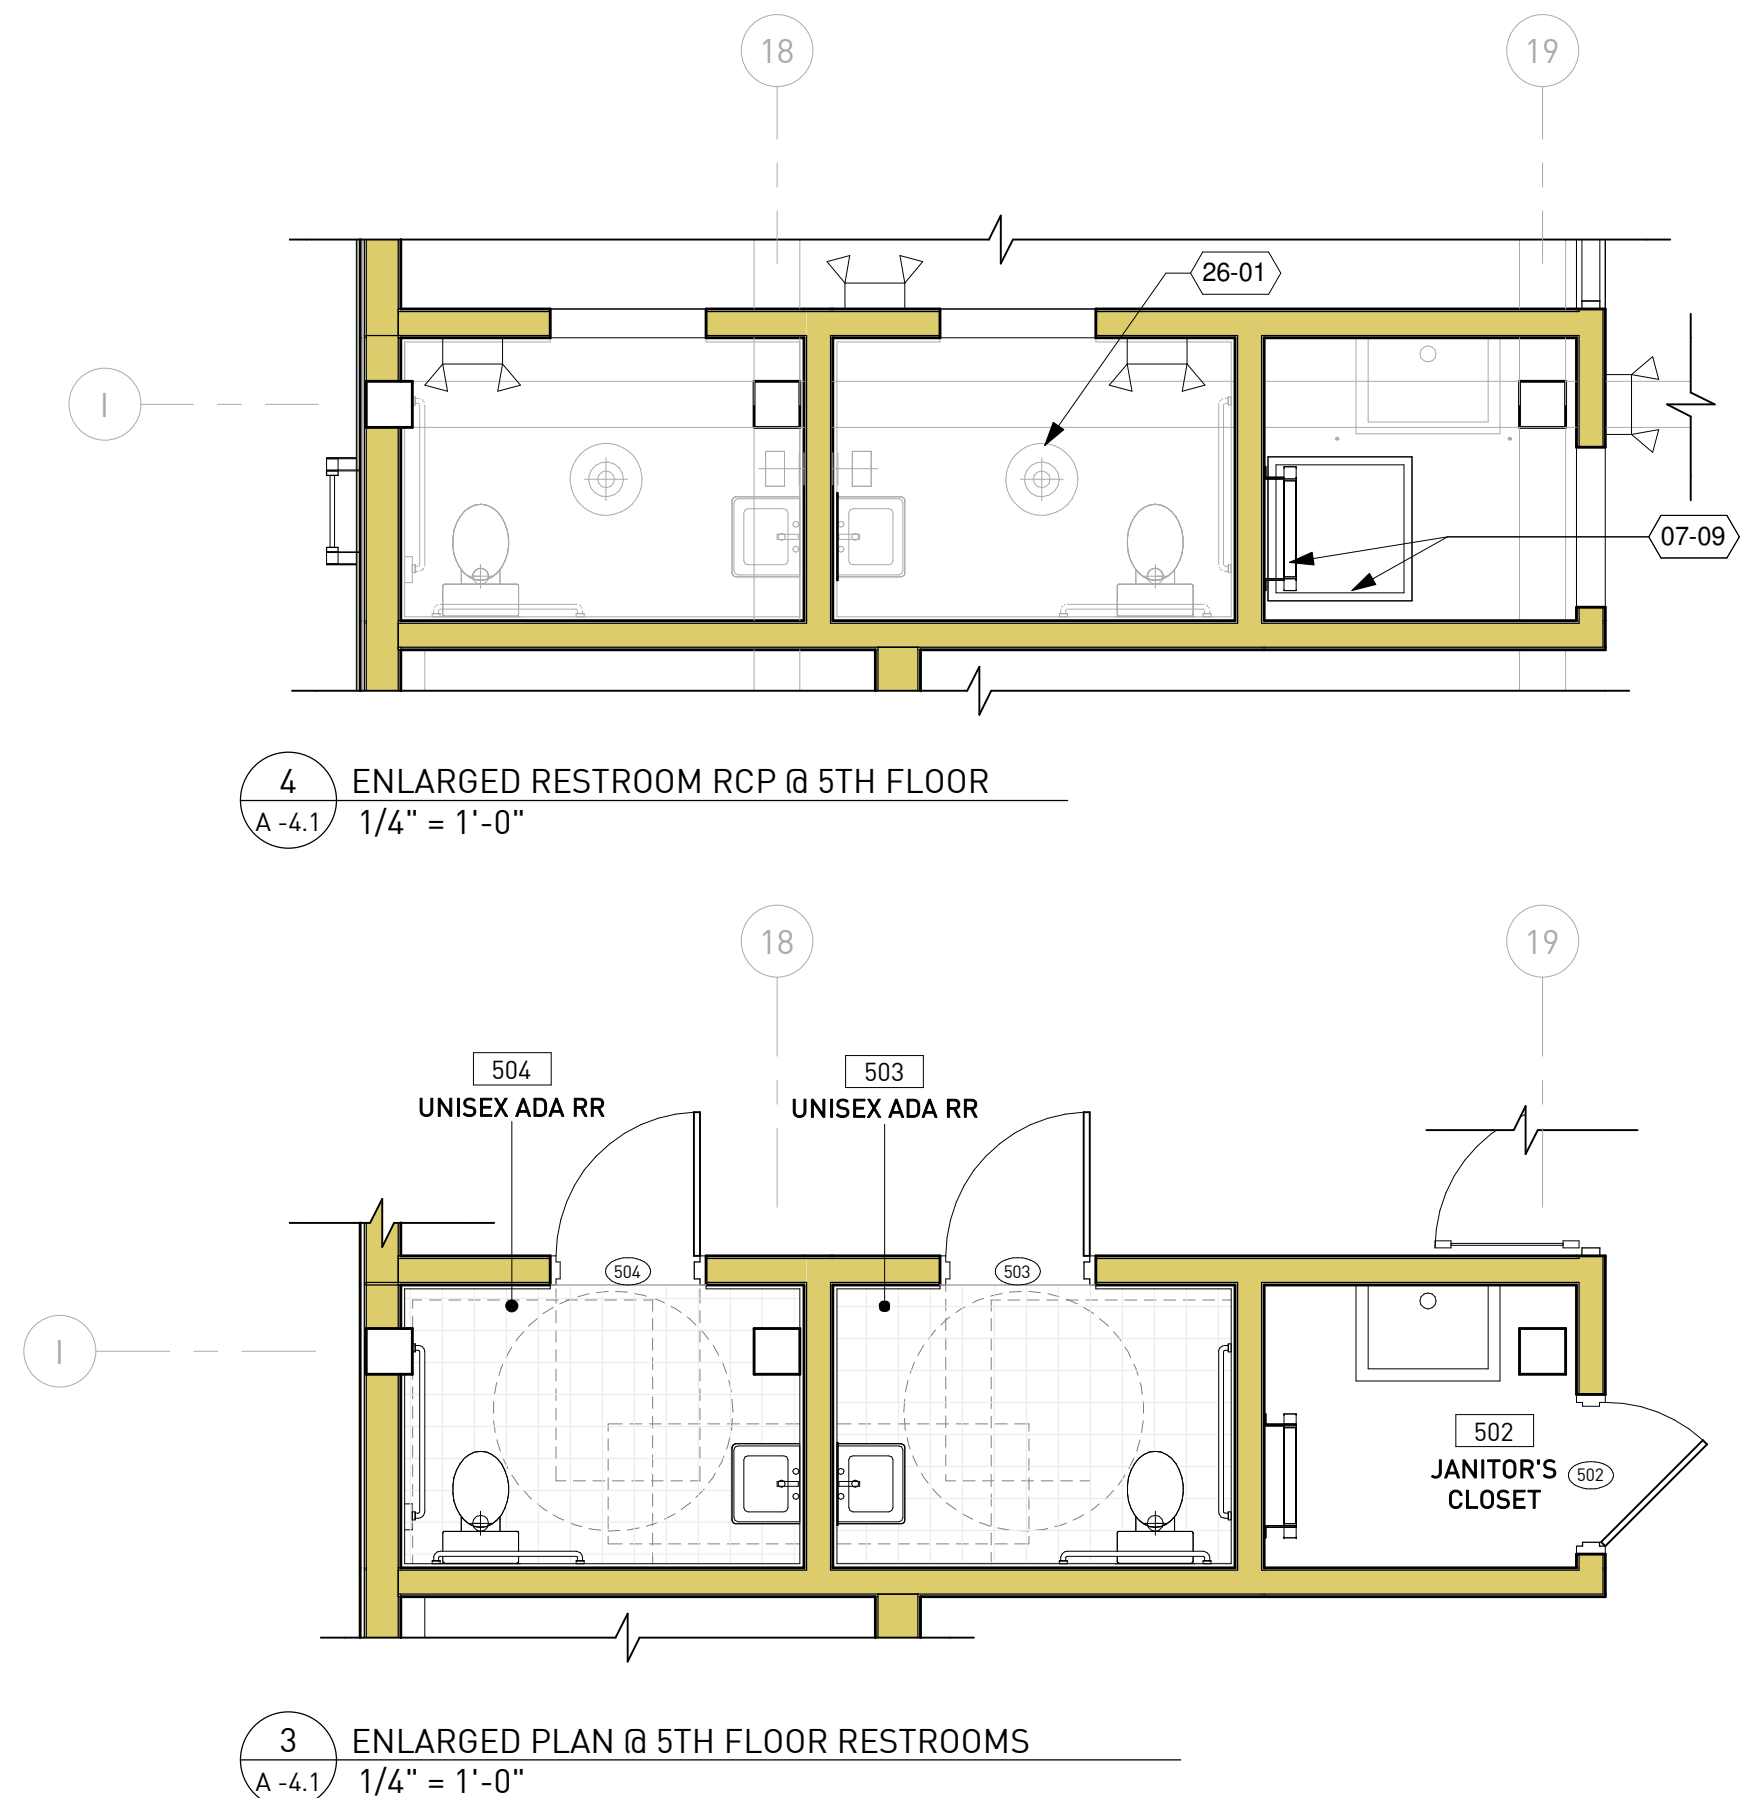 18
19
26-01
I
07-09
4
ENLARGED RESTROOM RCP @ 5TH FLOOR
A -4.1
1/4" = 1'-0"
18
19
504
UNISEX ADA RR
503
UNISEX ADA RR
504
503
I
502
JANITOR'S
CLOSET
502
3
ENLARGED PLAN @ 5TH FLOOR RESTROOMS
A -4.1
1/4" = 1'-0"